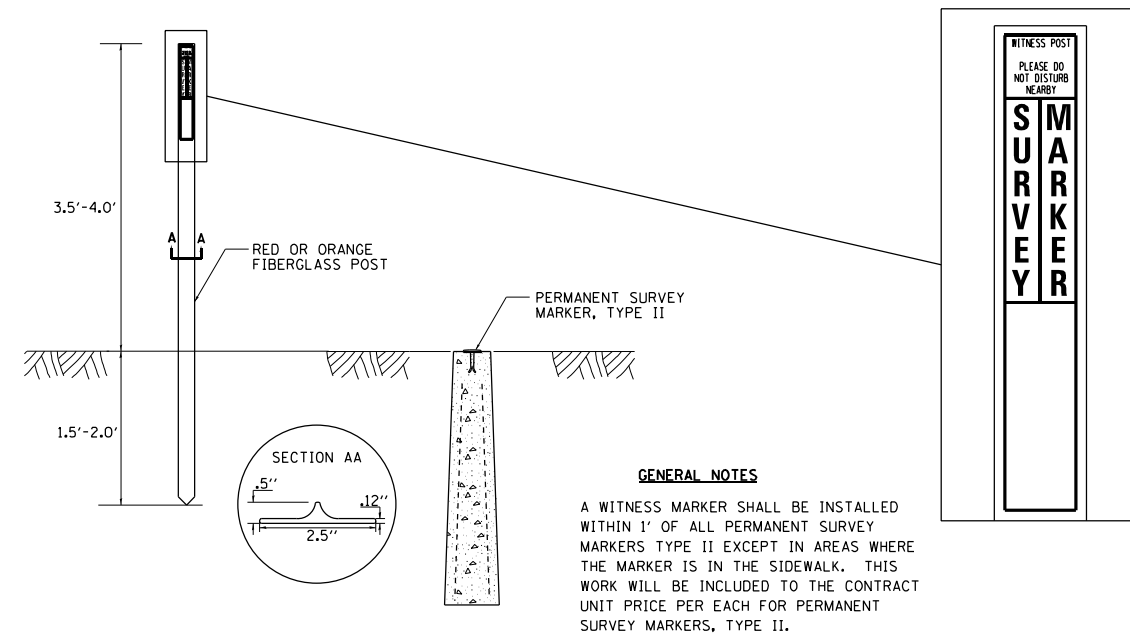 3.5'-4.0'
A A
RED OR ORANGE
FIBERGLASS POST
PERMANENT SURVEY
MARKER, TYPE II
1.5'-2.0'
SECTION AA
.5''
.12''
2.5''
GENERAL NOTES
A WITNESS MARKER SHALL BE INSTALLED
WITHIN 1' OF ALL PERMANENT SURVEY
MARKERS TYPE II EXCEPT IN AREAS WHERE
THE MARKER IS IN THE SIDEWALK. THIS
WORK WILL BE INCLUDED TO THE CONTRACT
UNIT PRICE PER EACH FOR PERMANENT
SURVEY MARKERS, TYPE II.
WITNESS POST
PLEASE DO
NOT DISTURB
NEARBY
SURVEY
MARKER